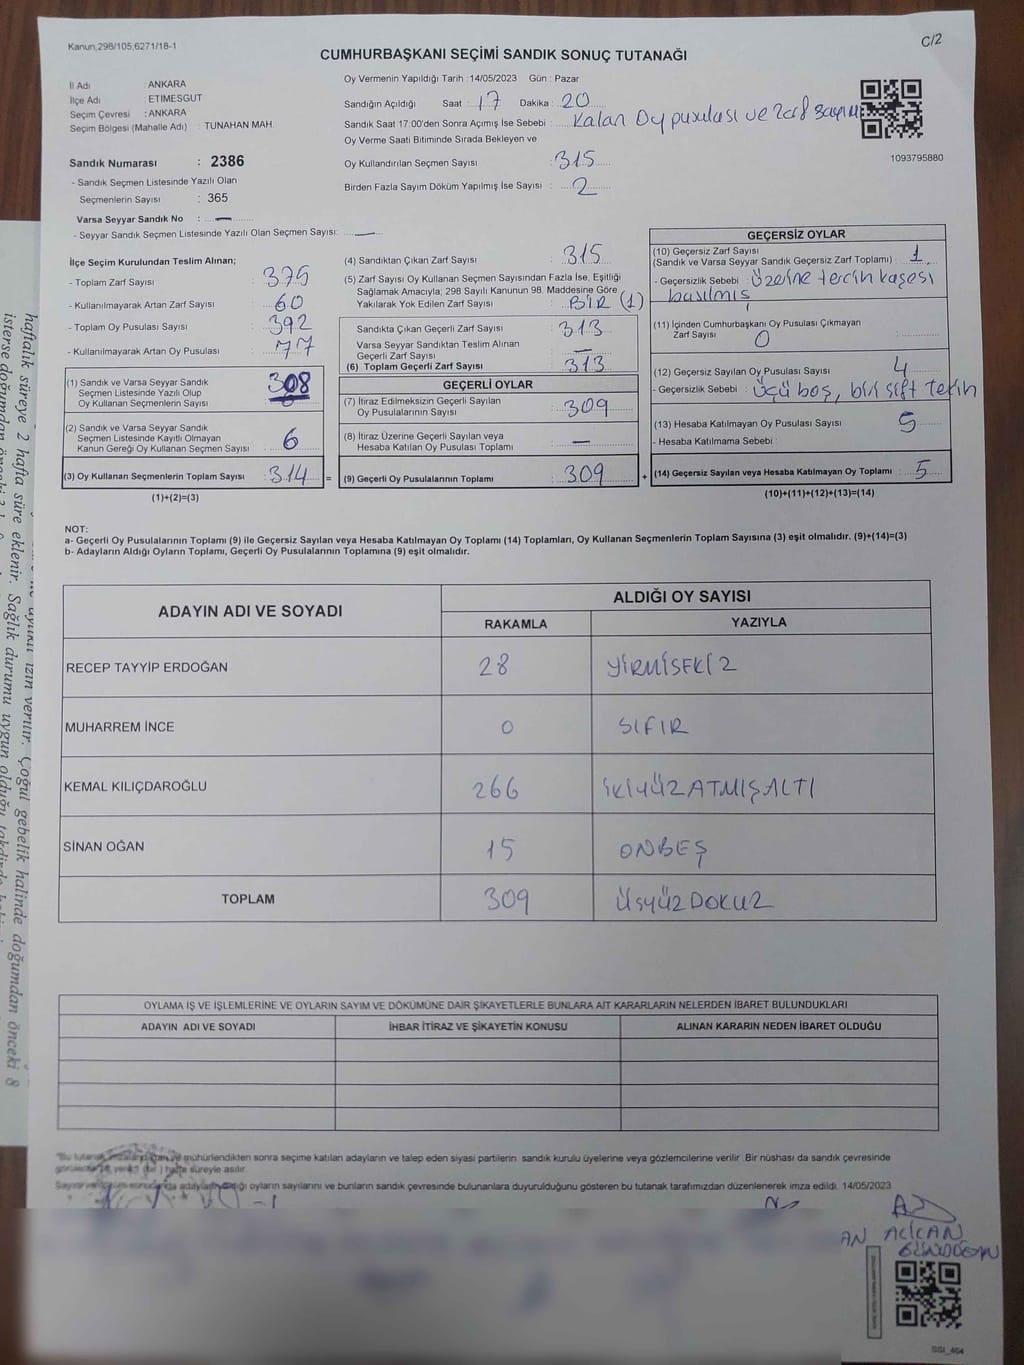 Kanun,298/105,6271/18-1
C/2
CUMHURBAŞKANI SEÇİMİ SANDIK SONUÇ TUTANAĞI
İl Adı : ANKARA
İlçe Adı : ETİMESGUT
Seçim Çevresi : ANKARA
Seçim Bölgesi (Mahalle Adı) : TUNAHAN MAH.
Sandık Numarası : 2386
- Sandık Seçmen Listesinde Yazılı Olan
Seçmenlerin Sayısı : 365
Varsa Seyyar Sandık No : —
- Seyyar Sandık Seçmen Listesinde Yazılı Olan Seçmen Sayısı: —
Oy Vermenin Yapıldığı Tarih :14/05/2023 Gün : Pazar
Sandığın Açıldığı Saat : 17 Dakika : 20
Sandık Saat 17:00'den Sonra Açımış İse Sebebi : Kalan Oy pusulası ve zarf sayımı
Oy Verme Saati Bitiminde Sırada Bekleyen ve
Oy Kullandırılan Seçmen Sayısı : 315
Birden Fazla Sayım Döküm Yapılmış İse Sayısı : 2
1093795880
İlçe Seçim Kurulundan Teslim Alınan;
- Toplam Zarf Sayısı : 375
- Kullanılmayarak Artan Zarf Sayısı : 60
- Toplam Oy Pusulası Sayısı : 392
- Kullanılmayarak Artan Oy Pusulası : 77
(1) Sandık ve Varsa Seyyar Sandık
Seçmen Listesinde Yazılı Olup
Oy Kullanan Seçmenlerin Sayısı : 308
(2) Sandık ve Varsa Seyyar Sandık
Seçmen Listesinde Kayıtlı Olmayan
Kanun Gereği Oy Kullanan Seçmen Sayısı : 6
(3) Oy Kullanan Seçmenlerin Toplam Sayısı : 314 =
(1)+(2)=(3)
(4) Sandıktan Çıkan Zarf Sayısı : 315
(5) Zarf Sayısı Oy Kullanan Seçmen Sayısından Fazla İse, Eşitliği
Sağlamak Amacıyla; 298 Sayılı Kanunun 98. Maddesine Göre
Yakılarak Yok Edilen Zarf Sayısı : BİR (1)
Sandıkta Çıkan Geçerli Zarf Sayısı : 313
Varsa Seyyar Sandıktan Teslim Alınan
Geçerli Zarf Sayısı : —
(6) Toplam Geçerli Zarf Sayısı : 313
GEÇERLİ OYLAR
(7) İtiraz Edilmeksizin Geçerli Sayılan
Oy Pusulalarının Sayısı : 309
(8) İtiraz Üzerine Geçerli Sayılan veya
Hesaba Katılan Oy Pusulası Toplamı : —
(9) Geçerli Oy Pusulalarının Toplamı : 309 +
GEÇERSİZ OYLAR
(10) Geçersiz Zarf Sayısı
(Sandık ve Varsa Seyyar Sandık Geçersiz Zarf Toplamı) : 1
- Geçersizlik Sebebi : Üzerine tercih kaşesi
basılmış
(11) İçinden Cumhurbaşkanı Oy Pusulası Çıkmayan
Zarf Sayısı : 0
(12) Geçersiz Sayılan Oy Pusulası Sayısı : 4
- Geçersizlik Sebebi : Üçü boş, biri sift tercih
(13) Hesaba Katılmayan Oy Pusulası Sayısı : 5
- Hesaba Katılmama Sebebi :
(14) Geçersiz Sayılan veya Hesaba Katılmayan Oy Toplamı : 5
(10)+(11)+(12)+(13)=(14)
NOT:
a- Geçerli Oy Pusulalarının Toplamı (9) ile Geçersiz Sayılan veya Hesaba Katılmayan Oy Toplamı (14) Toplamları, Oy Kullanan Seçmenlerin Toplam Sayısına (3) eşit olmalıdır. (9)+(14)=(3)
b- Adayların Aldığı Oyların Toplamı, Geçerli Oy Pusulalarının Toplamına (9) eşit olmalıdır.
ADAYIN ADI VE SOYADI
ALDIĞI OY SAYISI
RAKAMLA YAZIYLA
RECEP TAYYİP ERDOĞAN 28 YİRMİSEKİZ
MUHARREM İNCE 0 SIFIR
KEMAL KILIÇDAROĞLU 266 İKİYÜZATMIŞALTI
SİNAN OĞAN 15 ONBEŞ
TOPLAM 309 ÜSYÜZDOKUZ
OYLAMA İŞ VE İŞLEMLERİNE VE OYLARIN SAYIM VE DÖKÜMÜNE DAİR ŞİKAYETLERLE BUNLARA AİT KARARLARIN NELERDEN İBARET BULUNDUKLARI
ADAYIN ADI VE SOYADI İHBAR İTİRAZ VE ŞİKAYETİN KONUSU ALINAN KARARIN NEDEN İBARET OLDUĞU
*Bu tutanak mühürlendikten sonra seçime katılan adayların ve talep eden siyasi partilerin sandık kurulu üyelerine veya gözlemcilerine verilir. Bir nüshası da sandık çevresinde
hafta süreyle asılır.
oyların sayılarını ve bunların sandık çevresinde bulunanlara duyurulduğunu gösteren bu tutanak tarafımızdan düzenlenerek imza edildi. 14/05/2023
AN ALİCAN
GÜNDOĞAN
SSI_464
haftalık süreye 2 hafta süre eklenir. Sağlık durumu uygun olduğu takdirde
izin verilir. Çoğul gebelik halinde doğumdan önceki 8